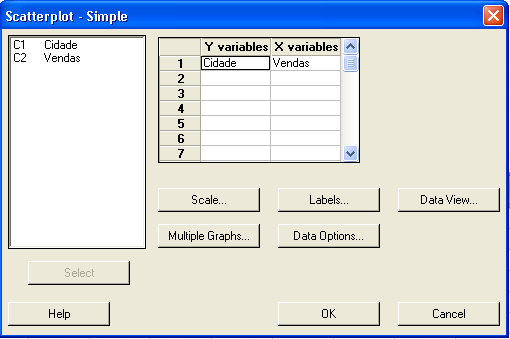 Scatterplot - Simple
C1 Cidade
C2 Vendas
Y variables X variables
1 Cidade Vendas
2
3
4
5
6
7
Scale... Labels... Data View...
Multiple Graphs... Data Options...
Select
Help OK Cancel